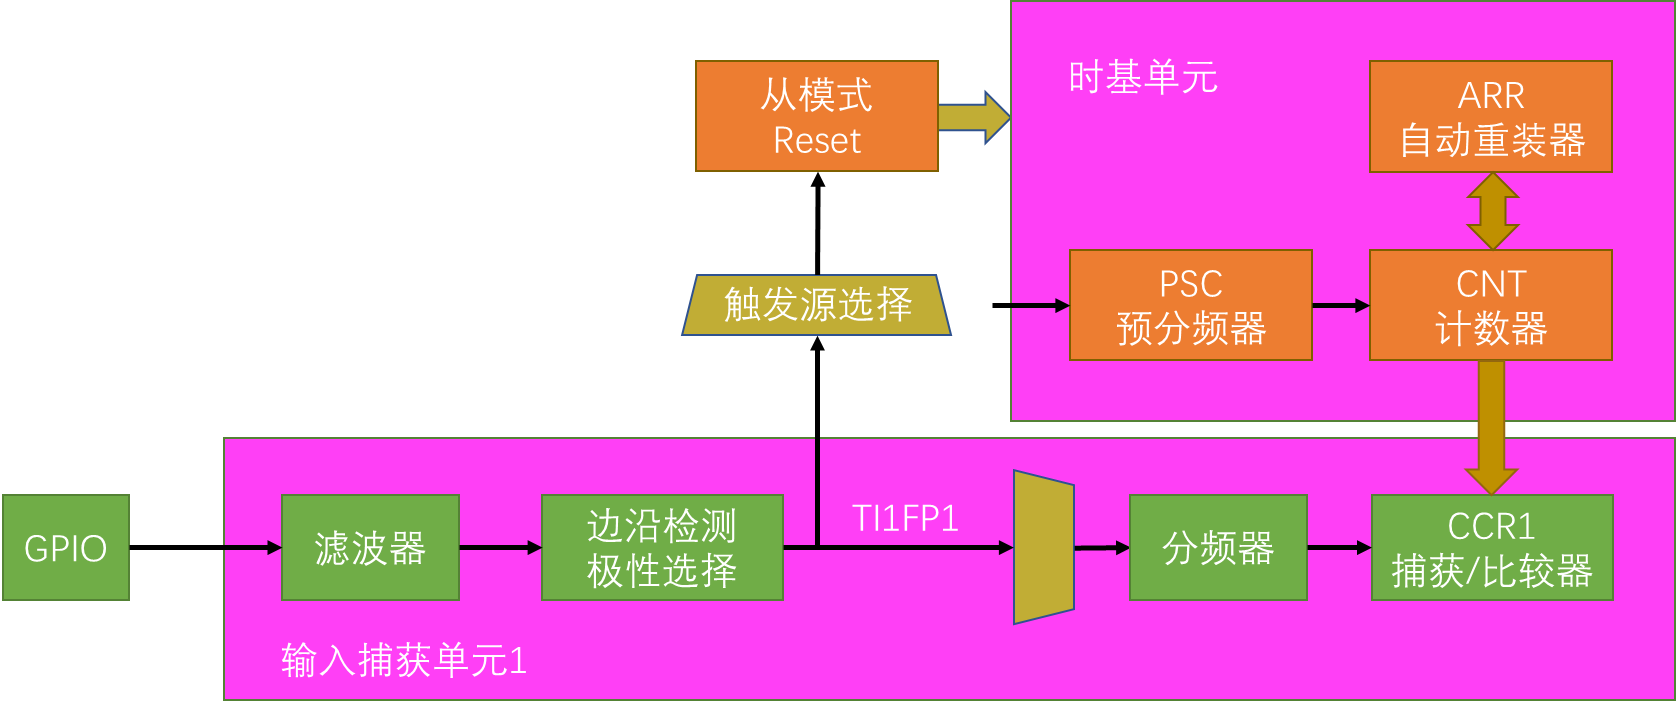 从模式
Reset
时基单元
ARR
自动重装器
触发源选择
PSC
预分频器
CNT
计数器
GPIO
滤波器
边沿检测
极性选择
TI1FP1
分频器
CCR1
捕获/比较器
输入捕获单元1